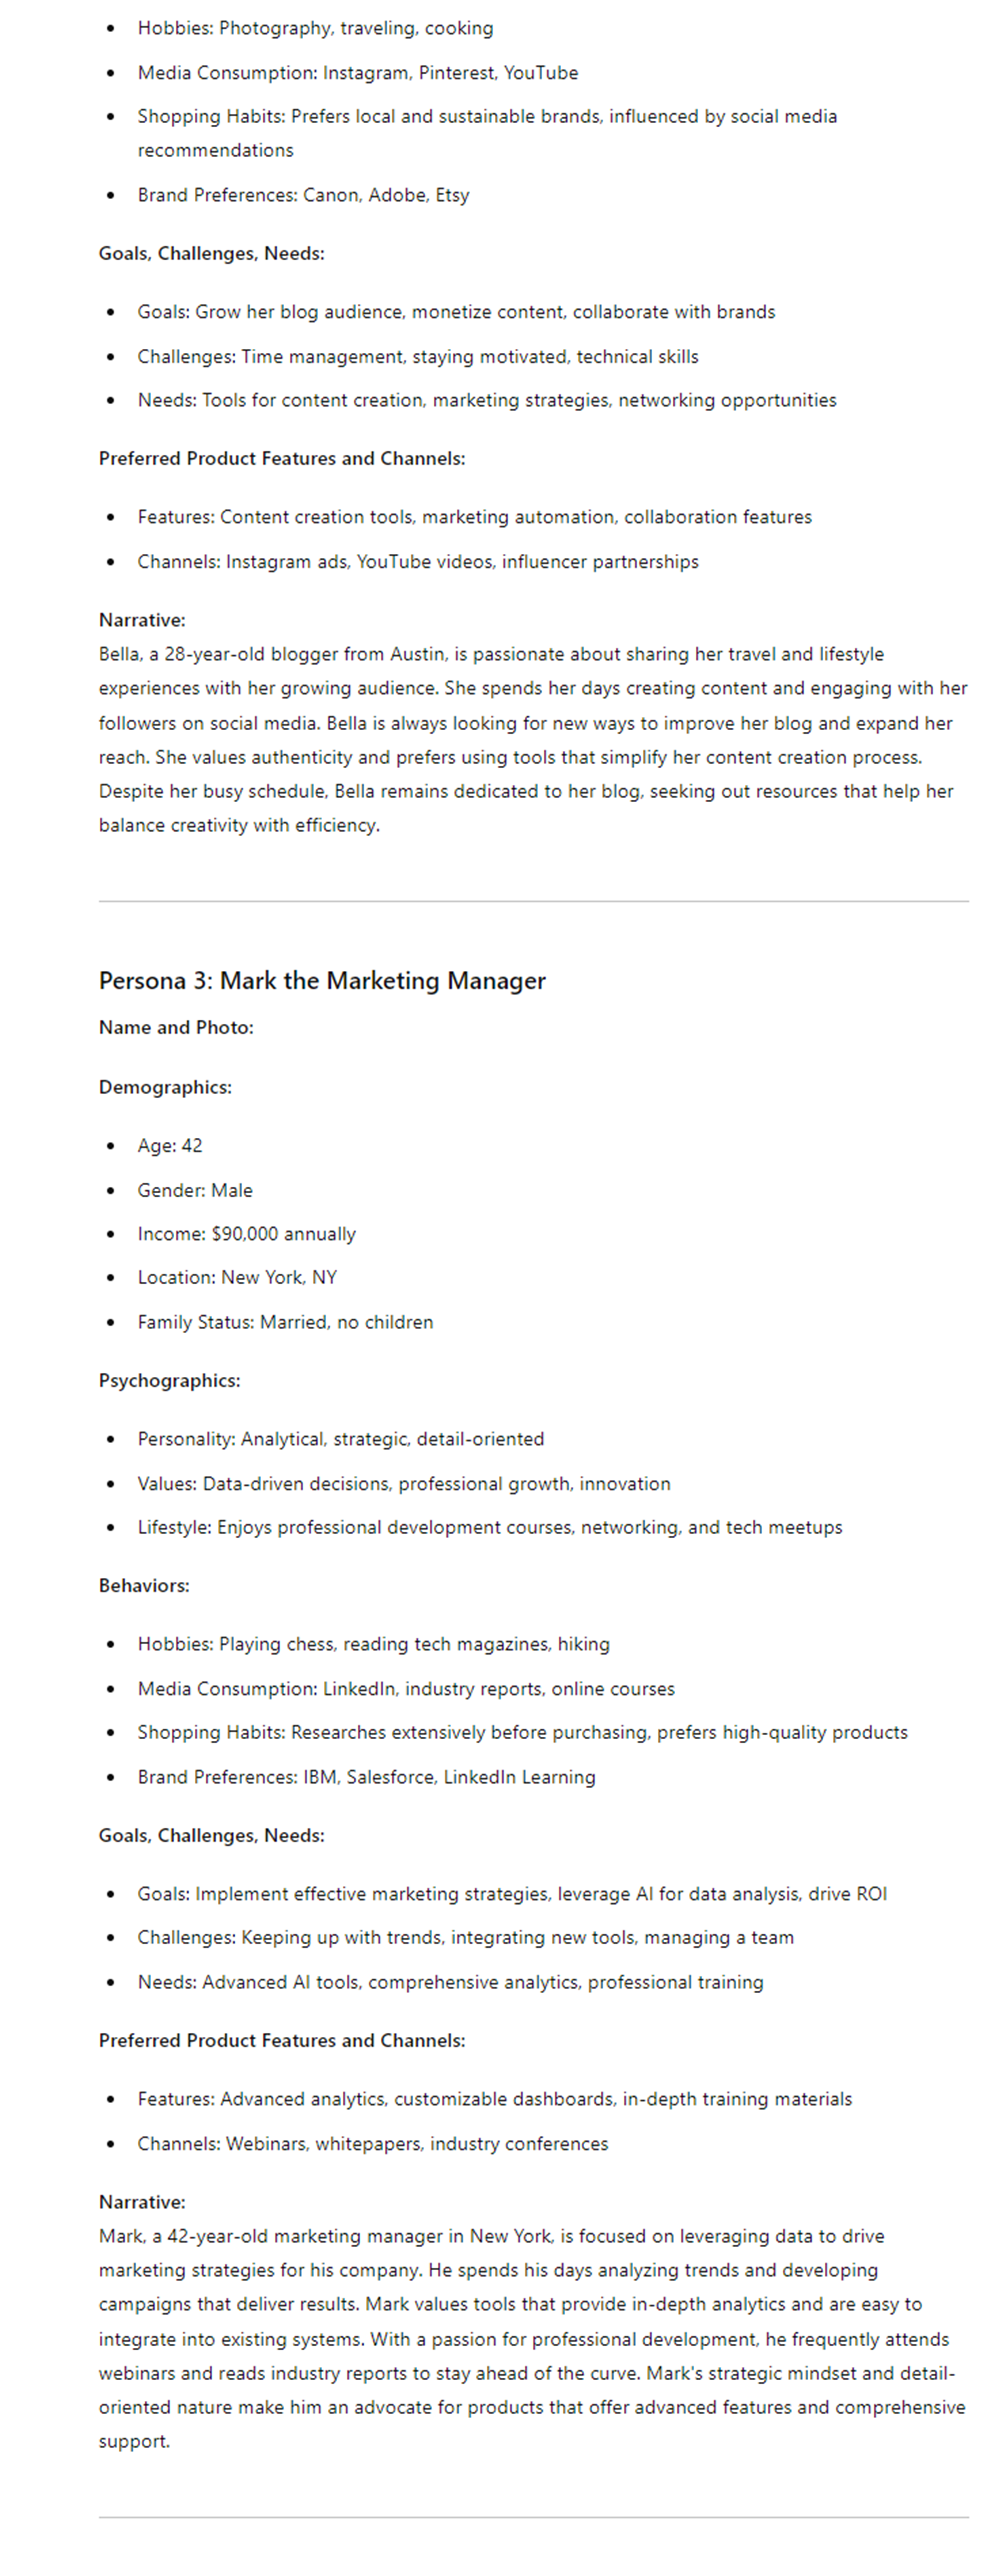 Hobbies: Photography, traveling, cooking
Media Consumption: Instagram, Pinterest, YouTube
Shopping Habits: Prefers local and sustainable brands, influenced by social media
recommendations
Brand Preferences: Canon, Adobe, Etsy
Goals, Challenges, Needs:
Goals: Grow her blog audience, monetize content, collaborate with brands
Challenges: Time management, staying motivated, technical skills
Needs: Tools for content creation, marketing strategies, networking opportunities
Preferred Product Features and Channels:
Features: Content creation tools, marketing automation, collaboration features
Channels: Instagram ads, YouTube videos, influencer partnerships
Narrative:
Bella, a 28-year-old blogger from Austin, is passionate about sharing her travel and lifestyle
experiences with her growing audience. She spends her days creating content and engaging with her
followers on social media. Bella is always looking for new ways to improve her blog and expand her
reach. She values authenticity and prefers using tools that simplify her content creation process.
Despite her busy schedule, Bella remains dedicated to her blog, seeking out resources that help her
balance creativity with efficiency.
Persona 3: Mark the Marketing Manager
Name and Photo:
Demographics:
Age: 42
Gender: Male
Income: $90,000 annually
Location: New York, NY
Family Status: Married, no children
Psychographics:
Personality: Analytical, strategic, detail-oriented
Values: Data-driven decisions, professional growth, innovation
Lifestyle: Enjoys professional development courses, networking, and tech meetups
Behaviors:
Hobbies: Playing chess, reading tech magazines, hiking
Media Consumption: LinkedIn, industry reports, online courses
Shopping Habits: Researches extensively before purchasing, prefers high-quality products
Brand Preferences: IBM, Salesforce, LinkedIn Learning
Goals, Challenges, Needs:
Goals: Implement effective marketing strategies, leverage AI for data analysis, drive ROI
Challenges: Keeping up with trends, integrating new tools, managing a team
Needs: Advanced AI tools, comprehensive analytics, professional training
Preferred Product Features and Channels:
Features: Advanced analytics, customizable dashboards, in-depth training materials
Channels: Webinars, whitepapers, industry conferences
Narrative:
Mark, a 42-year-old marketing manager in New York, is focused on leveraging data to drive
marketing strategies for his company. He spends his days analyzing trends and developing
campaigns that deliver results. Mark values tools that provide in-depth analytics and are easy to
integrate into existing systems. With a passion for professional development, he frequently attends
webinars and reads industry reports to stay ahead of the curve. Mark's strategic mindset and detail-
oriented nature make him an advocate for products that offer advanced features and comprehensive
support.